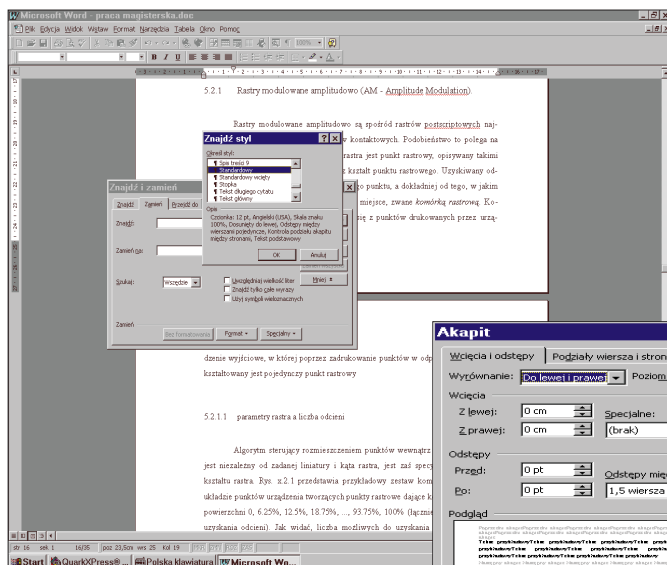 Microsoft Word - praca magisterska.doc
Plik Edycja Widok Wstaw Format Narzędzia Tabela Okno Pomoc
100%
B I U
5.2.1 Rastry modulowane amplitudowo (AM - Amplitude Modulation)
Rastry modulowane amplitudowo są spośród rastrów postscriptowych naj-
w kontaktowych. Podobieństwo to polega na
rastra jest punkt rastrowy, opisywany takimi
z kształt punktu rastrowego. Uzyskiwany od-
go punktu, a dokładniej od tego, w jakim
miejsce, zwane komórką rastrową. Ko-
się z punktów drukowanych przez urzą-
Znajdź styl
Określ styl:
¶ Spis treści 9
¶ Standardowy
¶ Standardowy wcięty
¶ Stopka
¶ Tekst długiego cytatu
¶ Tekst główny
Opis
Czcionka: 12 pt, Angielski (USA), Skala znaku
100%, Dosunięty do lewej, Odstępy między
wierszami pojedyncze, Kontrola podziału akapitu
między stronami, Tekst podstawowy
OK Anuluj
Znajdź i zamień
Znajdź Zamień Przejdź do
Znajdź:
Zamień na:
Szukaj: Wszędzie
Uwzględniaj wielkość liter
Znajdź tylko całe wyrazy
Użyj symboli wieloznacznych
Mniej
Zamień
Bez formatowania Format Specjalny
dzenie wyjściowe, w której poprzez zadrukowanie punktów w odp
kształtowany jest pojedynczy punkt rastrowy
5.2.1.1 parametry rastra a liczba odcieni
Algorytm sterujący rozmieszczeniem punktów wewnątrz
jest niezależny od zadanej liniatury i kąta rastra, jest zaś specy
kształtu rastra. Rys. x.2.1 przedstawia przykładowy zestaw kom
układzie punktów urządzenia tworzących punkty rastrowe dające k
powierzchni 0, 6.25%, 12.5%, 18.75%, ..., 93.75%, 100% (łącznie
uzyskania odcieni). Jak widać, liczba możliwych do uzyskania
Akapit
Wcięcia i odstępy Podziały wiersza i stron
Wyrównanie: Do lewej i prawej Poziom
Wcięcia
Z lewej: 0 cm Specjalne:
Z prawej: 0 cm (brak)
Odstępy
Przed: 0 pt Odstępy mię
Po: 0 pt 1,5 wiersza
Podgląd
str 16 sek 1 16/35 poz 23,5cm ws 25 Kol 19
Start QuarkXPress® ... Polska klawiatura Microsoft Wo...